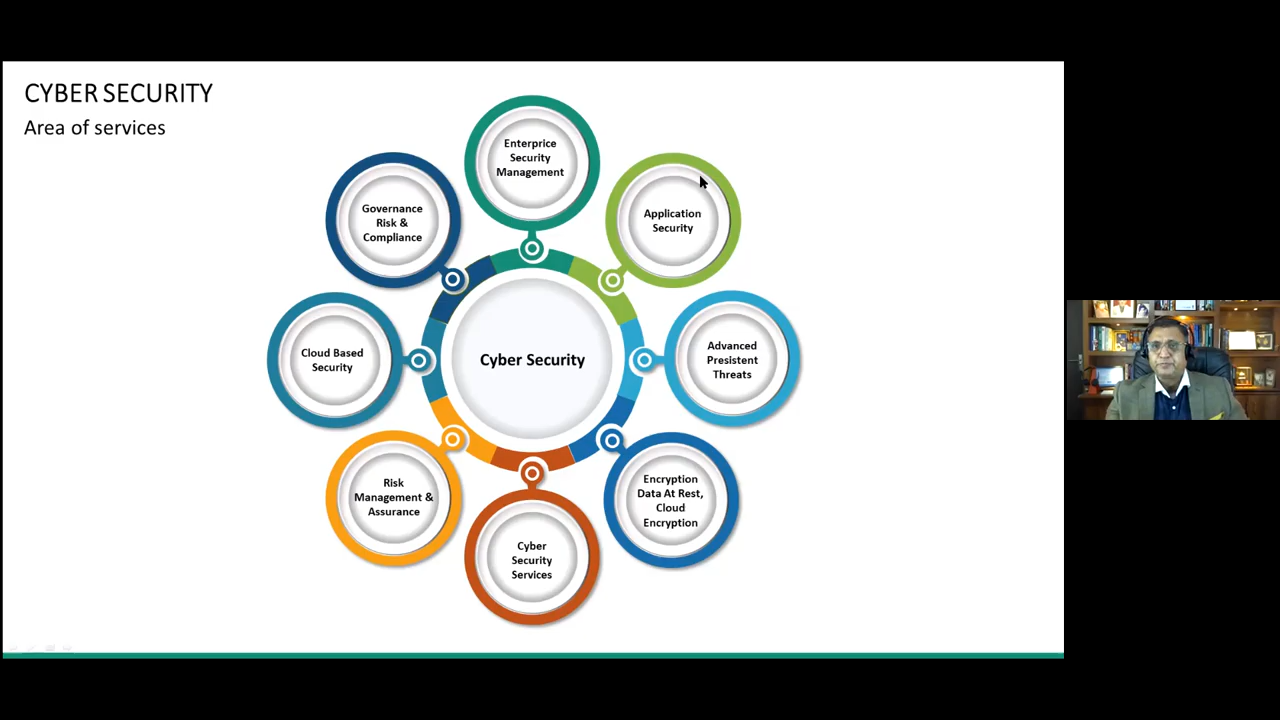 CYBER SECURITY
Area of services
Enterprice
Security
Management
Application
Security
Advanced
Presistent
Threats
Encryption
Data At Rest,
Cloud
Encryption
Cyber
Security
Services
Risk
Management &
Assurance
Cloud Based
Security
Governance
Risk &
Compliance
Cyber Security